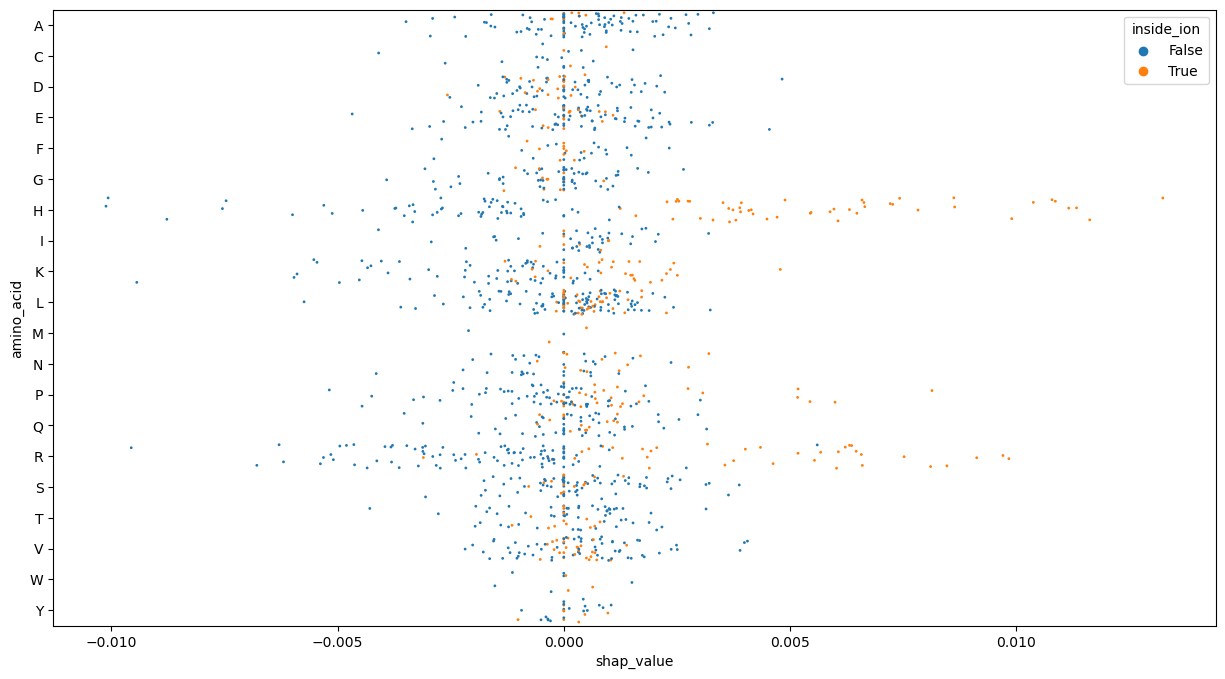 inside_ion
False
True
amino_acid
A
C
D
E
F
G
H
I
K
L
M
N
P
Q
R
S
T
V
W
Y
−0.010
−0.005
0.000
0.005
0.010
shap_value